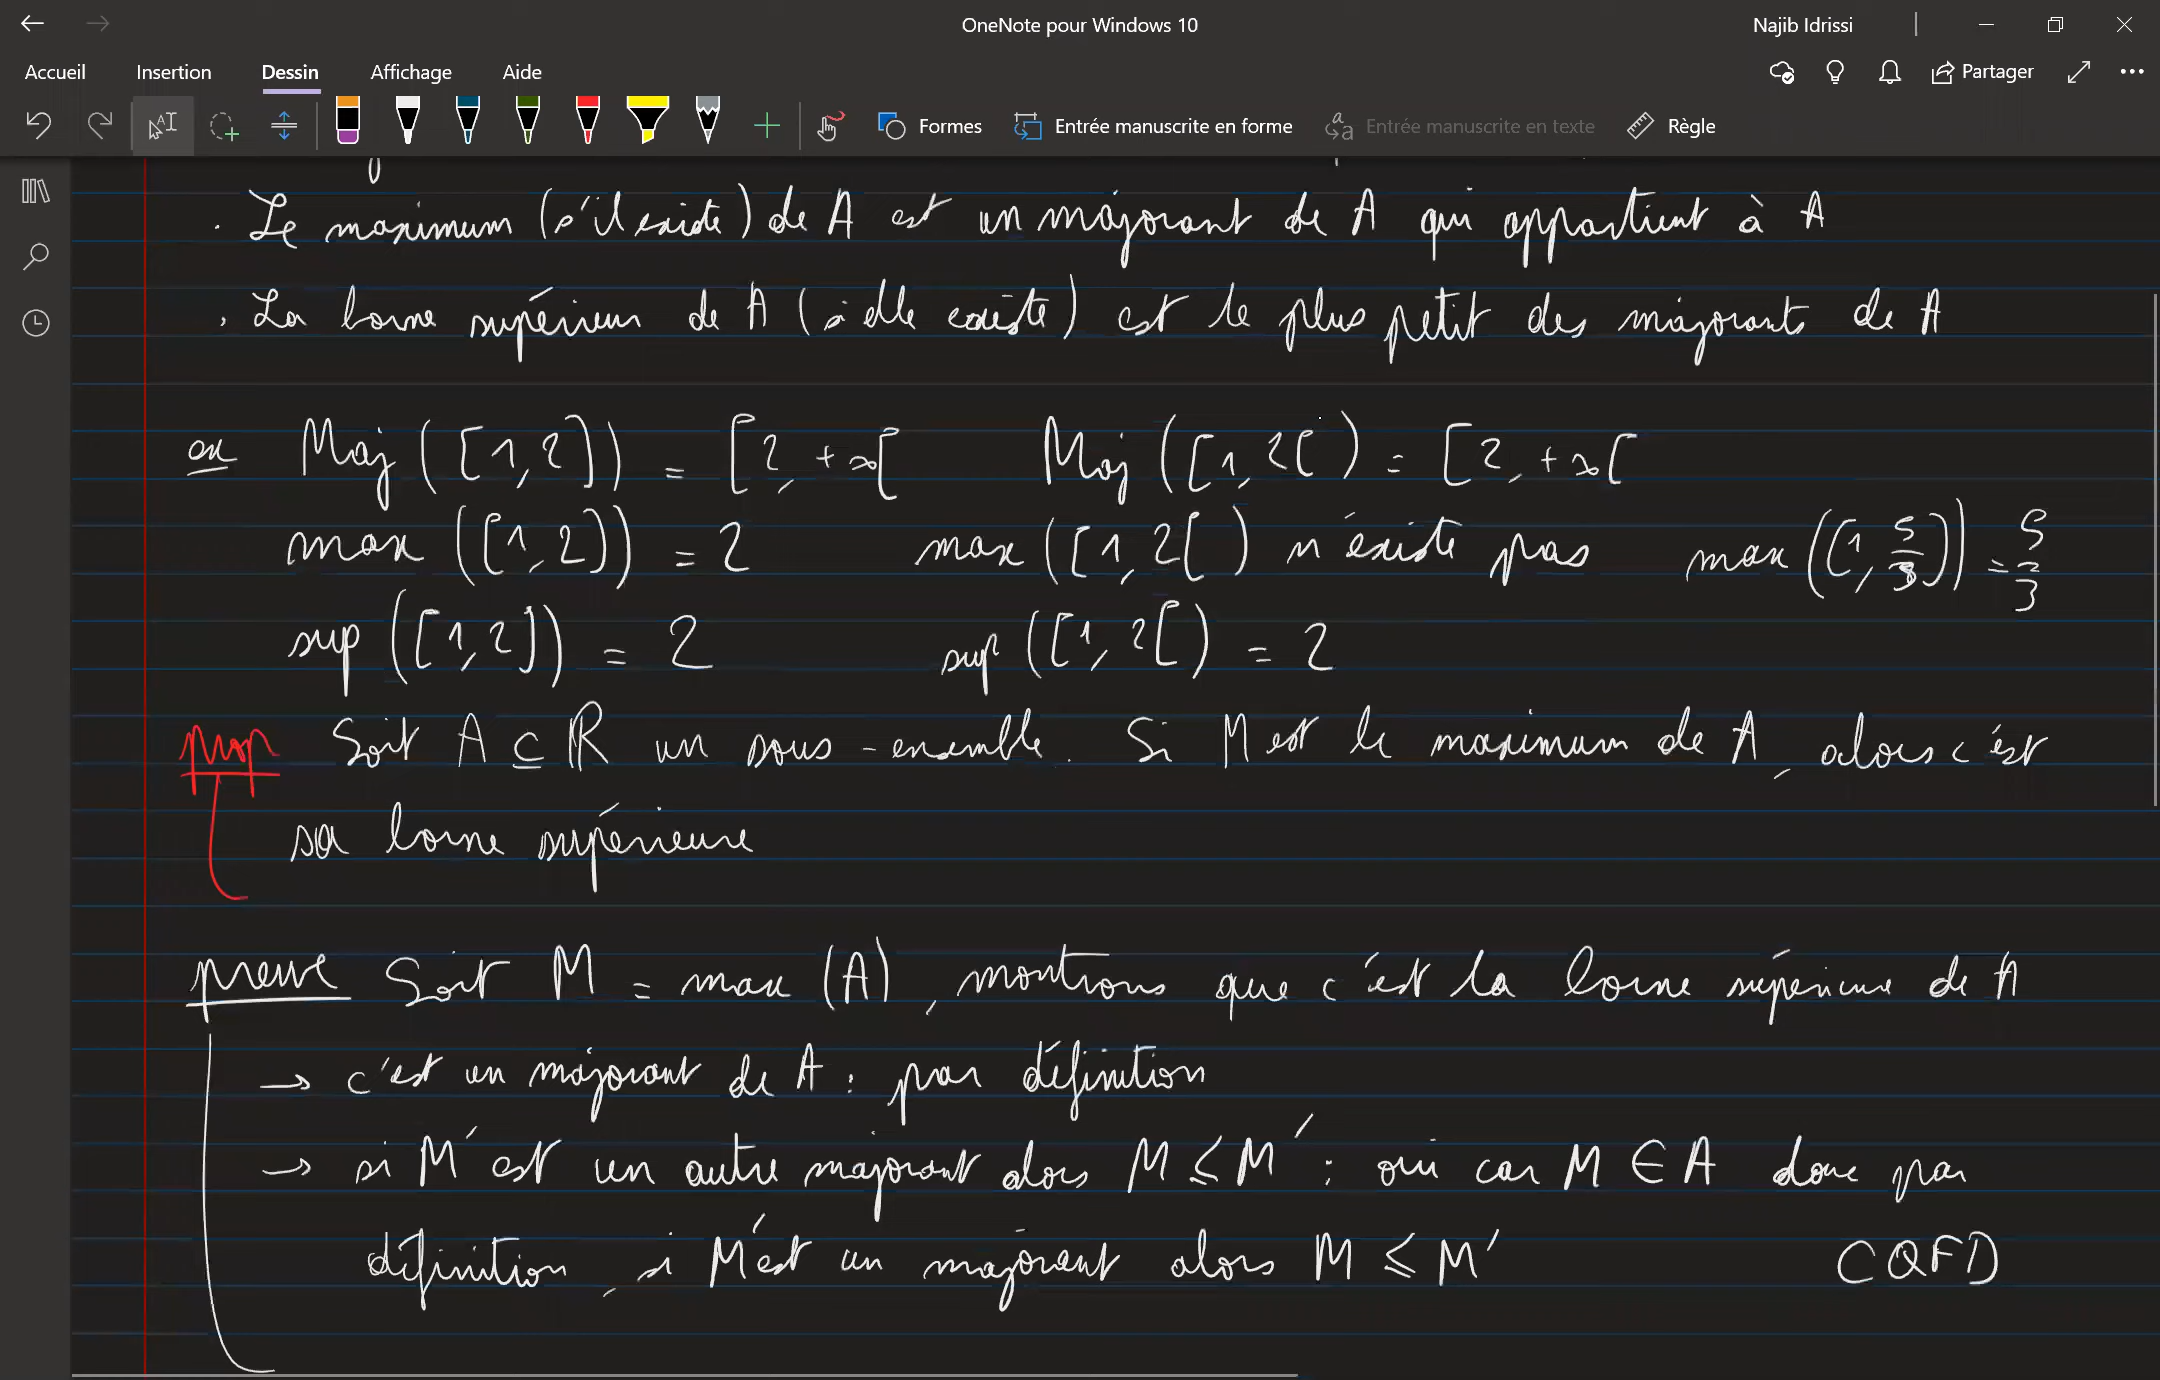 OneNote pour Windows 10
Najib Idrissi
Accueil Insertion Dessin Affichage Aide
Partager
Formes Entrée manuscrite en forme Entrée manuscrite en texte Règle
. Le maximum (s'il existe) de A est un majorant de A qui appartient à A
. La borne supérieure de A (si elle existe) est le plus petit des majorants de A
ex Maj ([1,2]) = [2, +∞[ Maj ([1,2[) = [2, +∞[
max ([1,2]) = 2 max ([1,2[) n'existe pas max ([1, 5/3]) = 5/3
sup ([1,2]) = 2 sup ([1,2[) = 2
prop Soit A ⊆ ℝ un sous-ensemble. Si M est le maximum de A, alors c'est
sa borne supérieure
preuve Soit M = max (A), montrons que c'est la borne supérieure de A
→ c'est un majorant de A : par définition
→ si M' est un autre majorant alors M ≤ M' : oui car M ∈ A donc par
définition, si M' est un majorant alors M ≤ M' CQFD